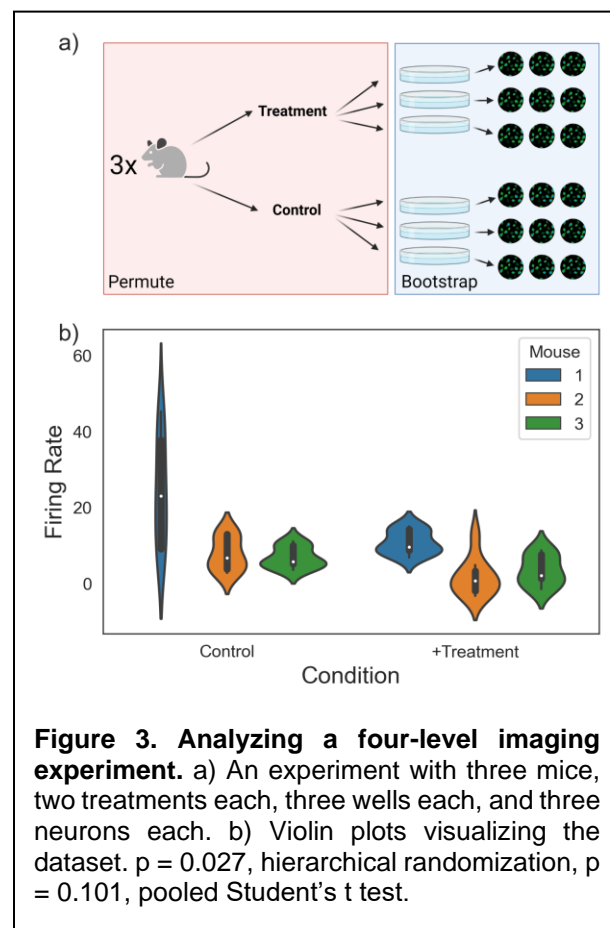 a)
Treatment
3x
Control
Permute
Bootstrap
b)
60
Mouse
1
40
2
3
Firing Rate
20
0
Control
+Treatment
Condition
Figure 3. Analyzing a four-level imaging
experiment. a) An experiment with three mice,
two treatments each, three wells each, and three
neurons each. b) Violin plots visualizing the
dataset. p = 0.027, hierarchical randomization, p
= 0.101, pooled Student’s t test.